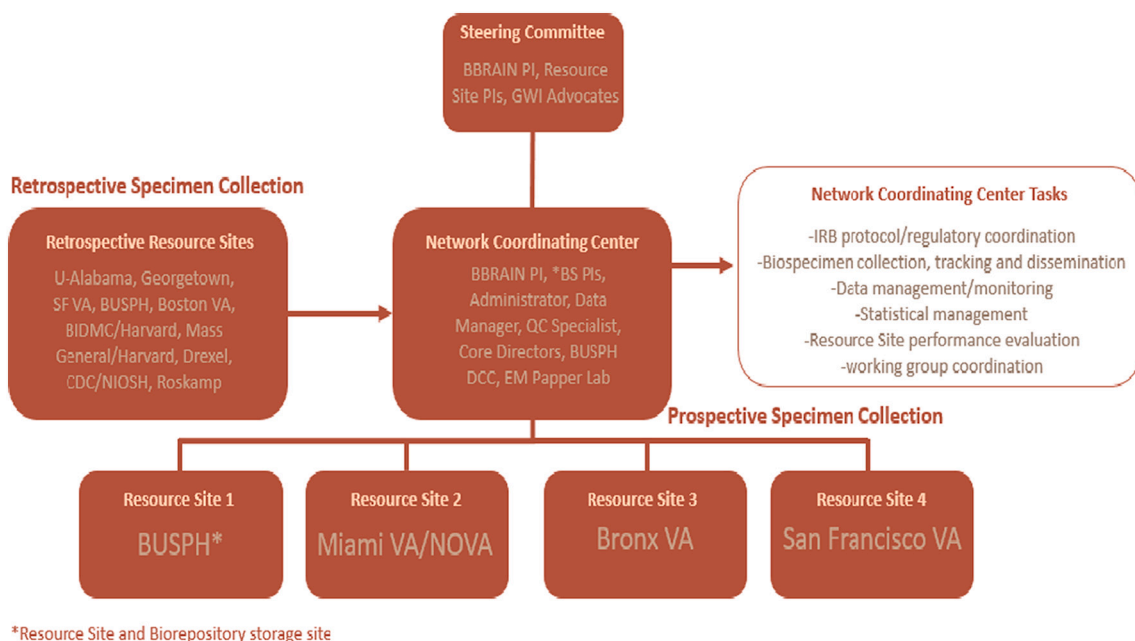 Steering Committee
BBRAIN PI, Resource
Site PIs, GWI Advocates
Retrospective Specimen Collection
Retrospective Resource Sites
U-Alabama, Georgetown,
SF VA, BUSPH, Boston VA,
BIDMC/Harvard, Mass
General/Harvard, Drexel,
CDC/NIOSH, Roskamp
Network Coordinating Center
BBRAIN PI, *BS PIs,
Administrator, Data
Manager, QC Specialist,
Core Directors, BUSPH
DCC, EM Papper Lab
Network Coordinating Center Tasks
-IRB protocol/regulatory coordination
-Biospecimen collection, tracking and dissemination
-Data management/monitoring
-Statistical management
-Resource Site performance evaluation
-working group coordination
Prospective Specimen Collection
Resource Site 1
BUSPH*
Resource Site 2
Miami VA/NOVA
Resource Site 3
Bronx VA
Resource Site 4
San Francisco VA
*Resource Site and Biorepository storage site